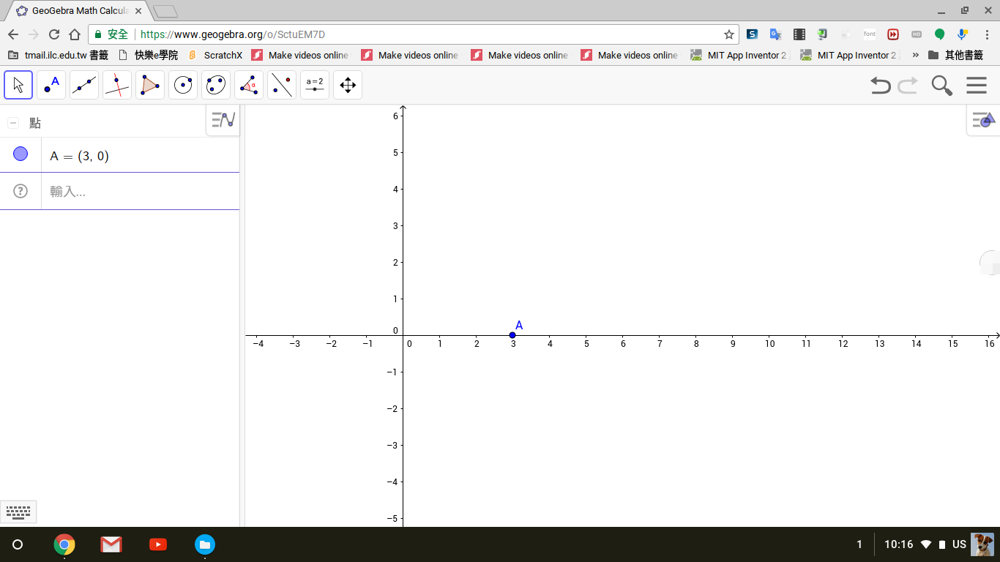 GeoGebra Math Calcula
安全 https://www.geogebra.org/o/SctuEM7D
font HD
tmail.ilc.edu.tw 書籤 快樂e學院 ScratchX Make videos online Make videos online Make videos online Make videos online MIT App Inventor 2 MIT App Inventor 2 » 其他書籤
A α a=2
點
A = (3, 0)
輸入...
6
5
4
3
2
1
0
A
−4 −3 −2 −1 0 1 2 3 4 5 6 7 8 9 10 11 12 13 14 15 16
−1
−2
−3
−4
−5
1 10:16 US